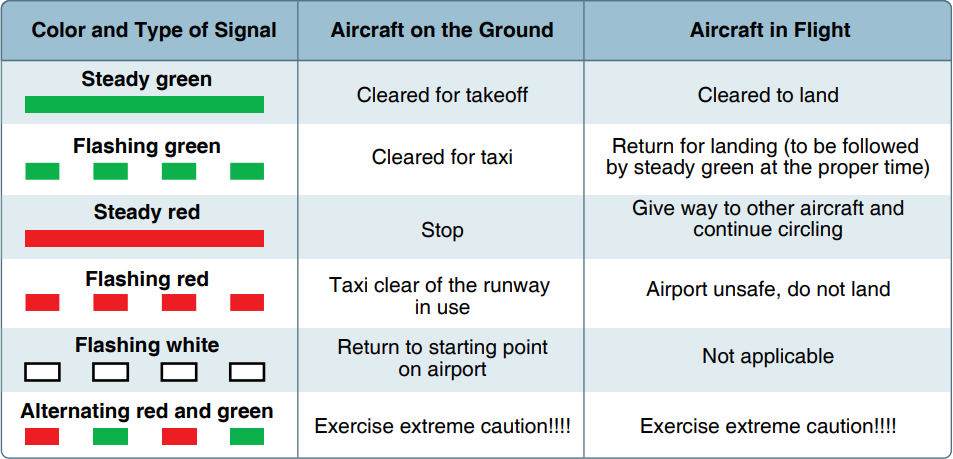 Color and Type of Signal
Aircraft on the Ground
Aircraft in Flight
Steady green
Cleared for takeoff
Cleared to land
Flashing green
Cleared for taxi
Return for landing (to be followed
by steady green at the proper time)
Steady red
Stop
Give way to other aircraft and
continue circling
Flashing red
Taxi clear of the runway
in use
Airport unsafe, do not land
Flashing white
Return to starting point
on airport
Not applicable
Alternating red and green
Exercise extreme caution!!!!
Exercise extreme caution!!!!